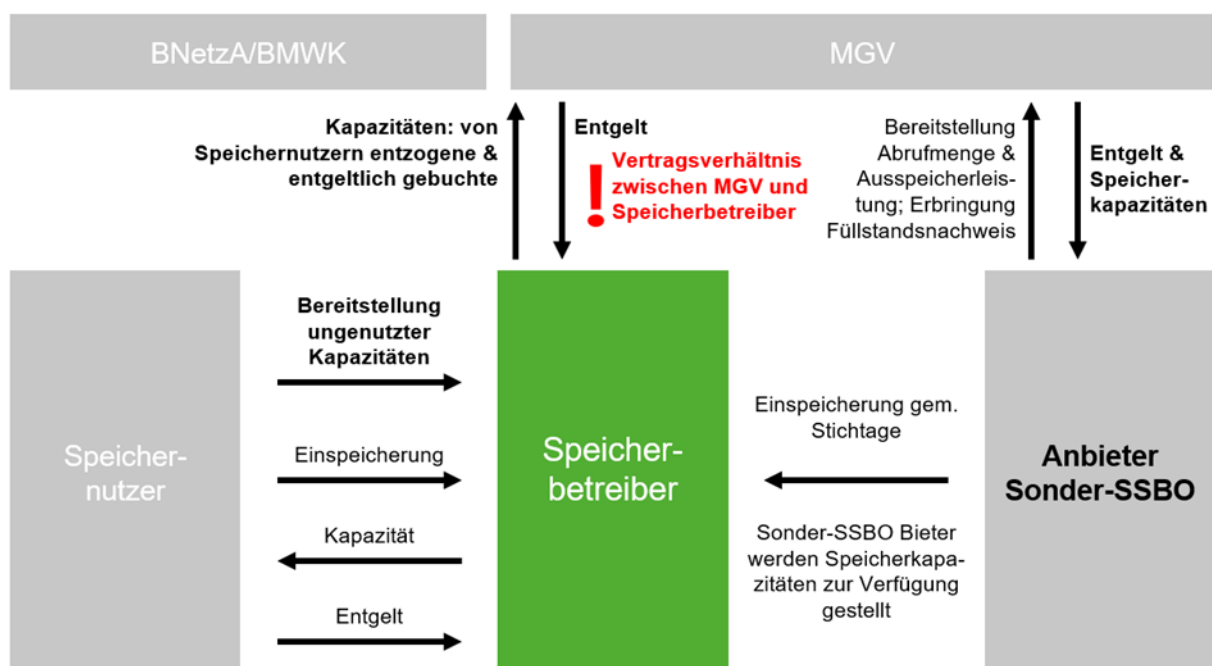 BNetzA/BMWK
MGV
Kapazitäten: von
Speichernutzern entzogene &
entgeltlich gebuchte
Entgelt
!
Vertragsverhältnis
zwischen MGV und
Speicherbetreiber
Bereitstellung
Abrufmenge &
Ausspeicherleis-
tung; Erbringung
Füllstandsnachweis
Entgelt &
Speicher-
kapazitäten
Speicher-
nutzer
Bereitstellung
ungenutzter
Kapazitäten
Einspeicherung
Kapazität
Entgelt
Speicher-
betreiber
Einspeicherung gem.
Stichtage
Sonder-SSBO Bieter
werden Speicherkapa-
zitäten zur Verfügung
gestellt
Anbieter
Sonder-SSBO